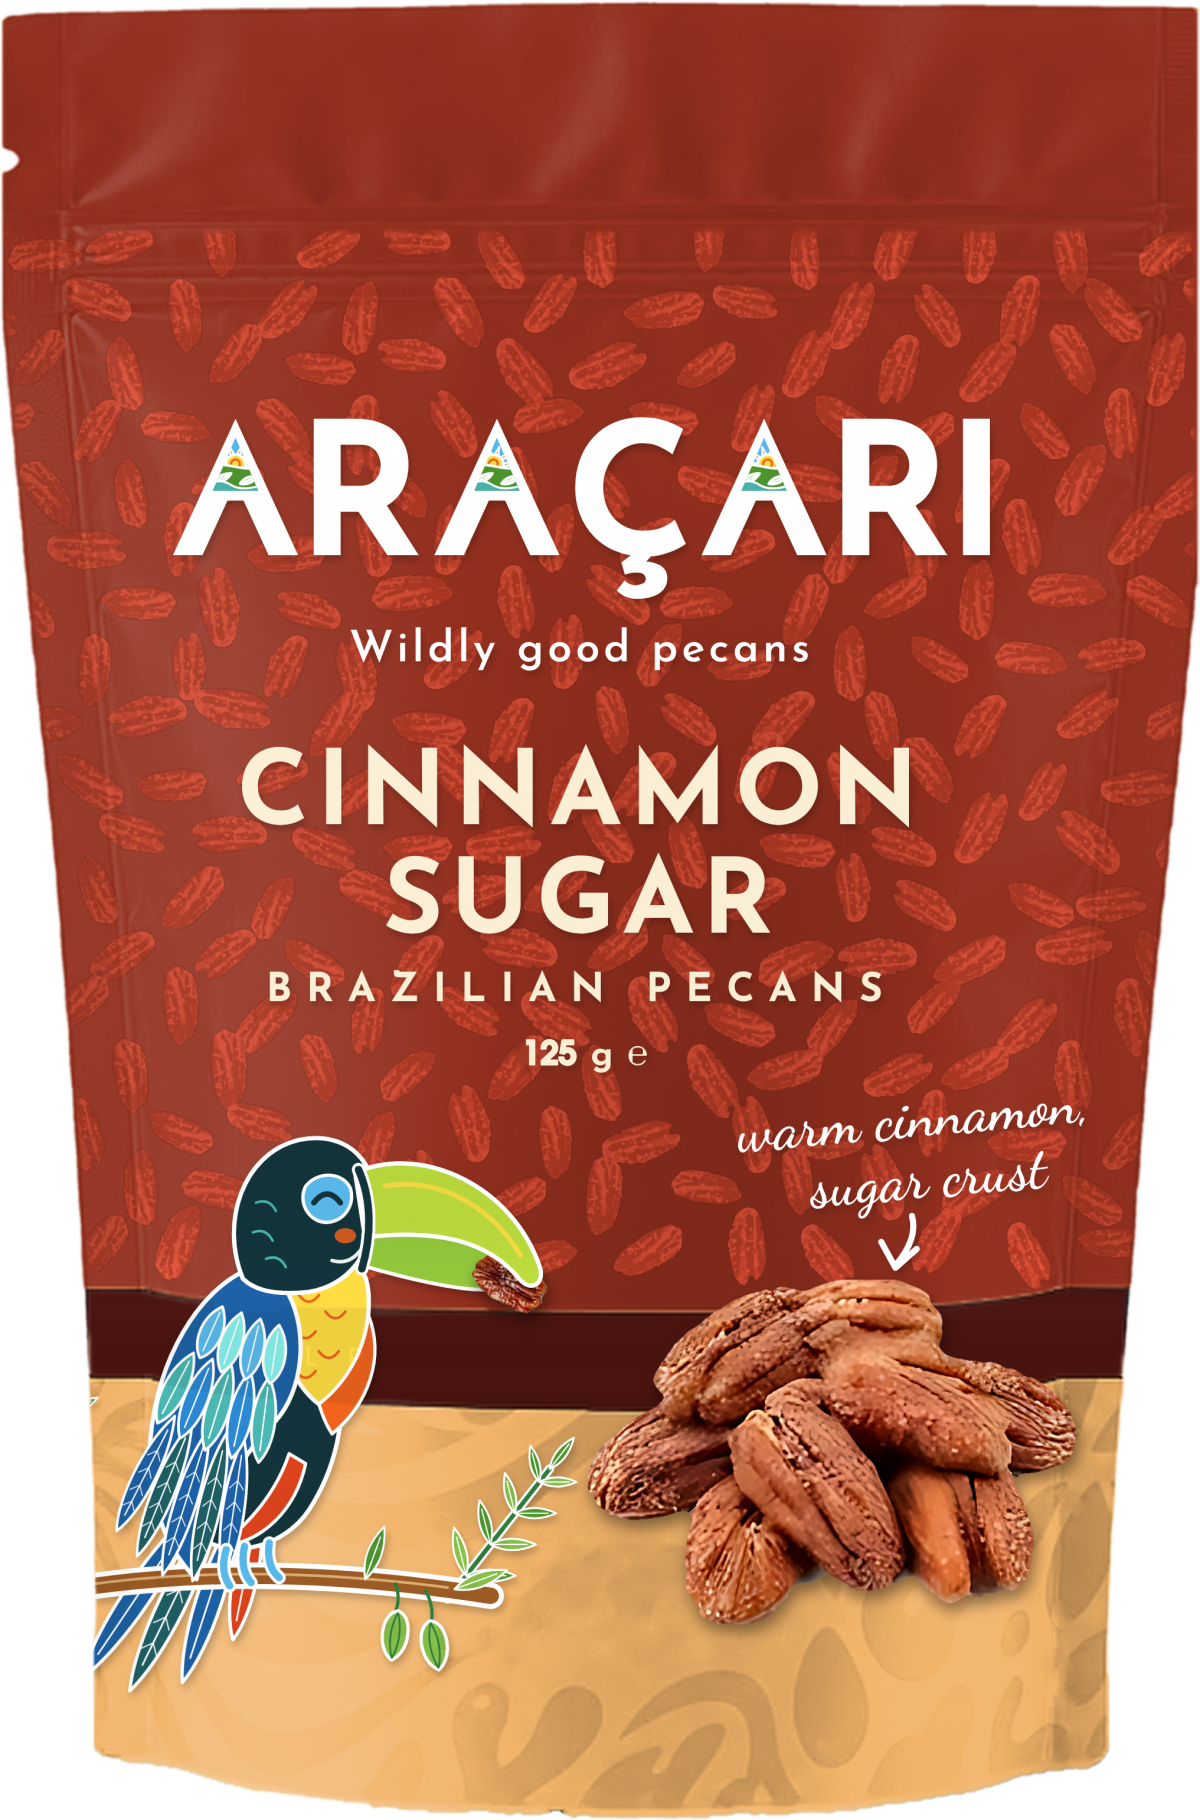 ARAÇARI
Wildly good pecans
CINNAMON
SUGAR
BRAZILIAN PECANS
125 g ℮
warm cinnamon,
sugar crust